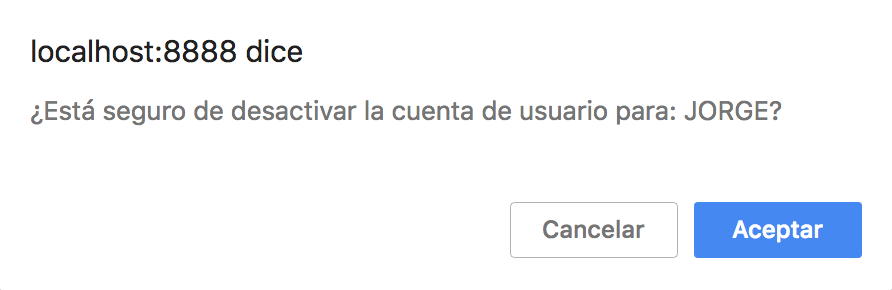 localhost:8888 dice
¿Está seguro de desactivar la cuenta de usuario para: JORGE?
Cancelar
Aceptar